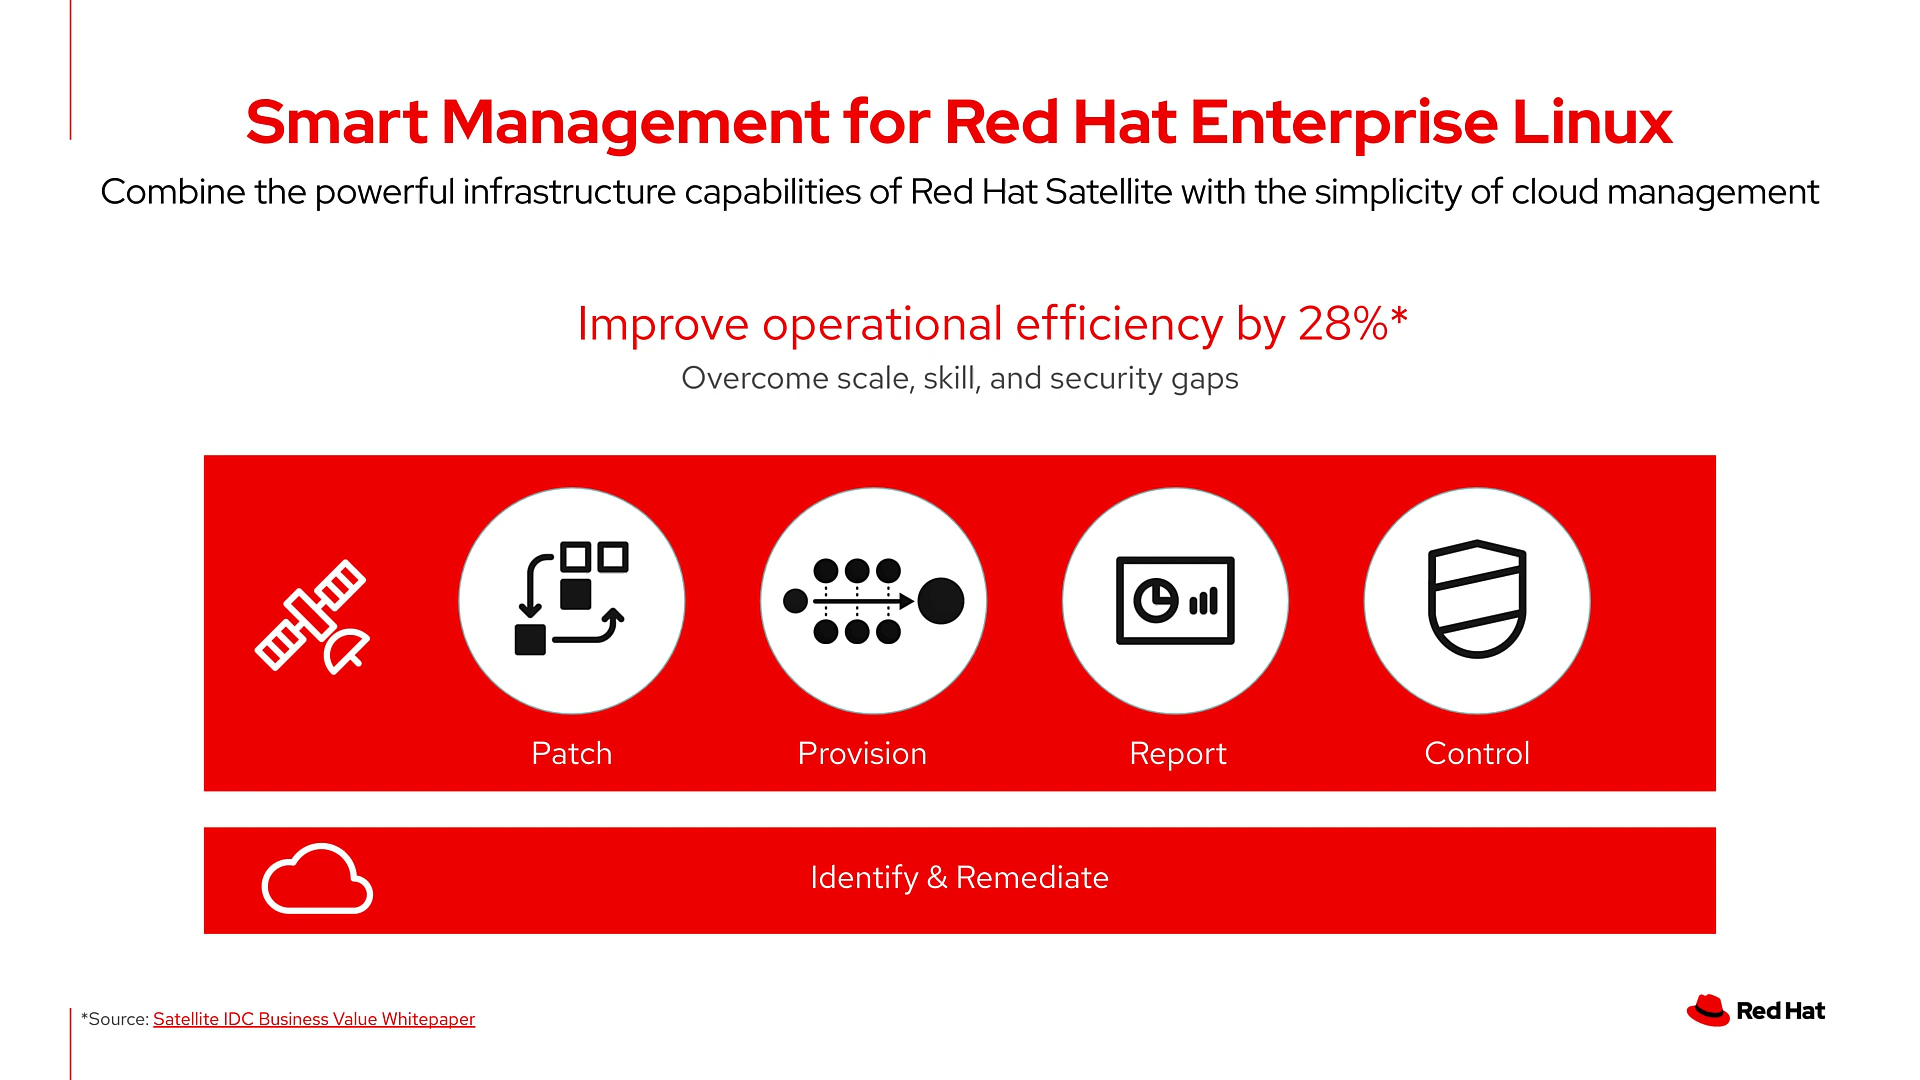 Smart Management for Red Hat Enterprise Linux
Combine the powerful infrastructure capabilities of Red Hat Satellite with the simplicity of cloud management
Improve operational efficiency by 28%*
Overcome scale, skill, and security gaps
Patch
Provision
Report
Control
Identify & Remediate
*Source: Satellite IDC Business Value Whitepaper
Red Hat